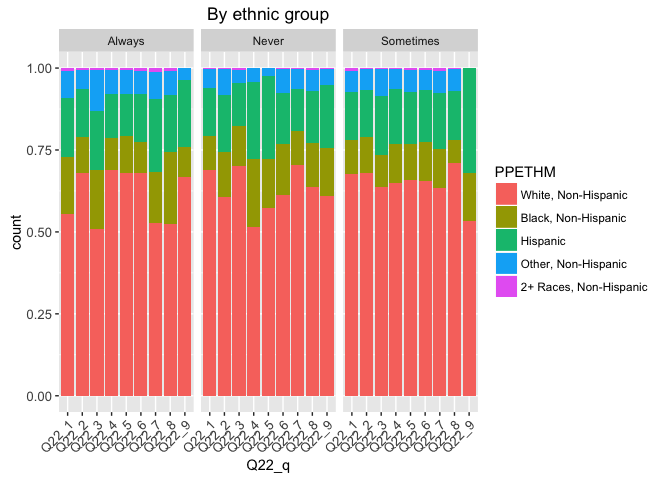 By ethnic group
Always
Never
Sometimes
1.00
0.75
0.50
0.25
0.00
count
Q22_1
Q22_2
Q22_3
Q22_4
Q22_5
Q22_6
Q22_7
Q22_8
Q22_9
Q22_1
Q22_2
Q22_3
Q22_4
Q22_5
Q22_6
Q22_7
Q22_8
Q22_9
Q22_1
Q22_2
Q22_3
Q22_4
Q22_5
Q22_6
Q22_7
Q22_8
Q22_9
Q22_q
PPETHM
White, Non-Hispanic
Black, Non-Hispanic
Hispanic
Other, Non-Hispanic
2+ Races, Non-Hispanic